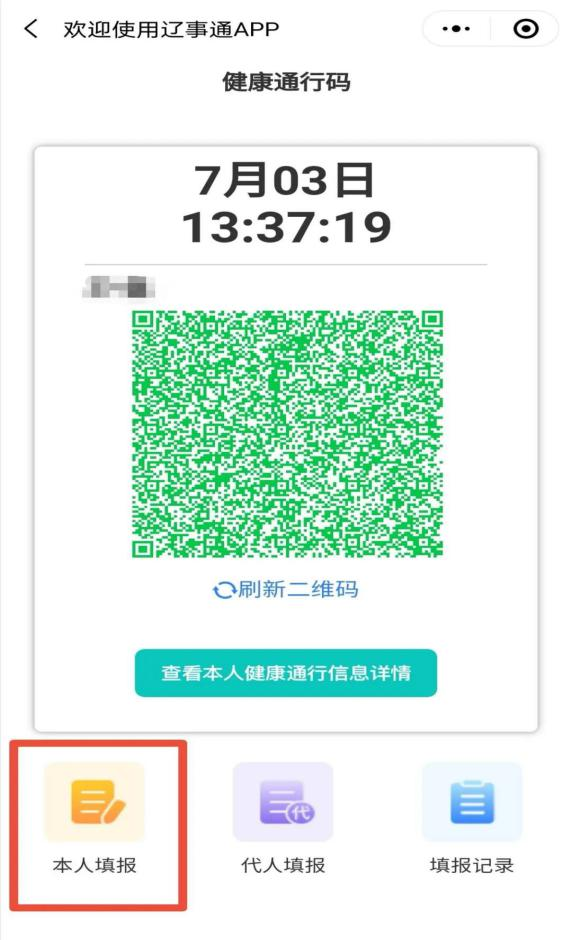 欢迎使用辽事通APP
健康通行码
7月03日
13:37:19
刷新二维码
查看本人健康通行信息详情
代
本人填报
代人填报
填报记录